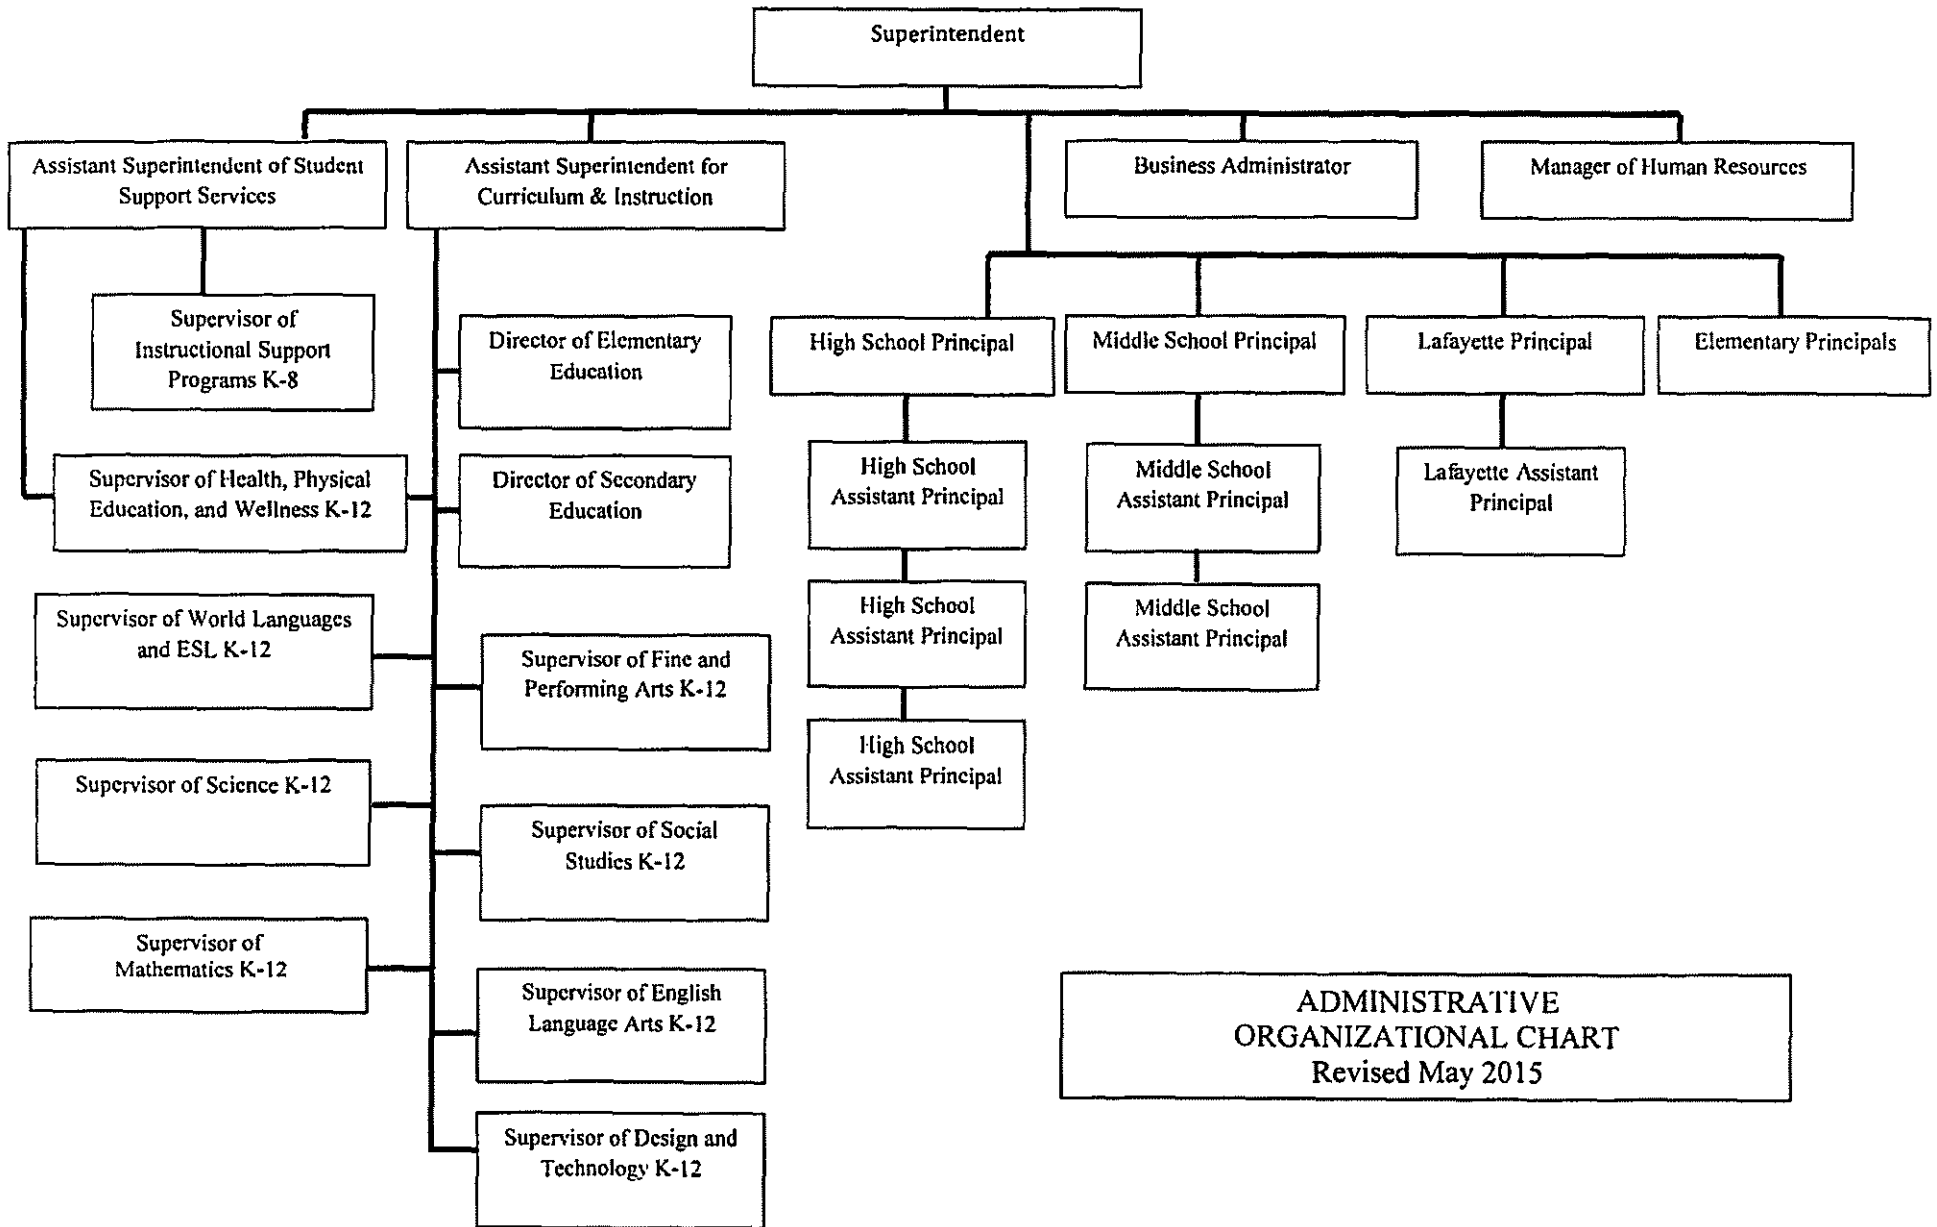 Superintendent
Assistant Superintendent of Student
Support Services
Assistant Superintendent for
Curriculum & Instruction
Business Administrator
Manager of Human Resources
Supervisor of
Instructional Support
Programs K-8
Director of Elementary
Education
High School Principal
Middle School Principal
Lafayette Principal
Elementary Principals
Supervisor of Health, Physical
Education, and Wellness K-12
Director of Secondary
Education
High School
Assistant Principal
Middle School
Assistant Principal
Lafayette Assistant
Principal
Supervisor of World Languages
and ESL K-12
Supervisor of Fine and
Performing Arts K-12
High School
Assistant Principal
Middle School
Assistant Principal
Supervisor of Science K-12
Supervisor of Social
Studies K-12
High School
Assistant Principal
Supervisor of
Mathematics K-12
Supervisor of English
Language Arts K-12
Supervisor of Design and
Technology K-12
ADMINISTRATIVE
ORGANIZATIONAL CHART
Revised May 2015